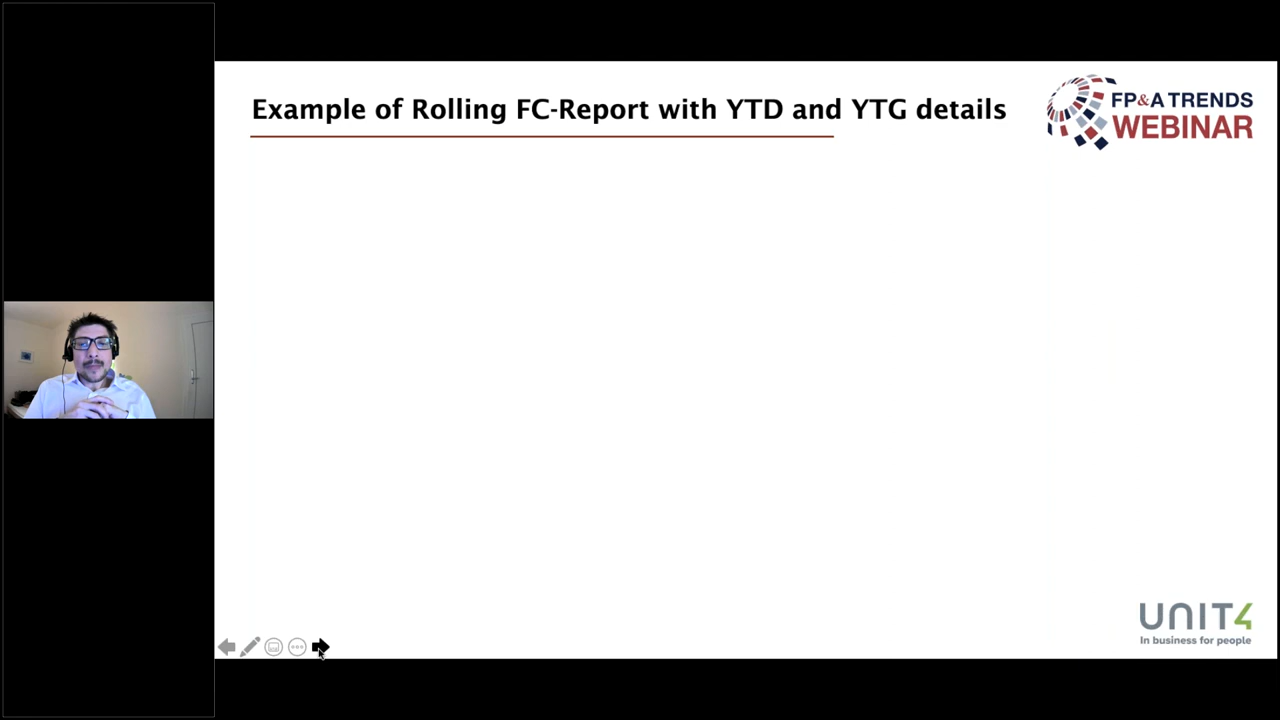 Example of Rolling FC-Report with YTD and YTG details
FP&A TRENDS
WEBINAR
UNIT4
In business for people